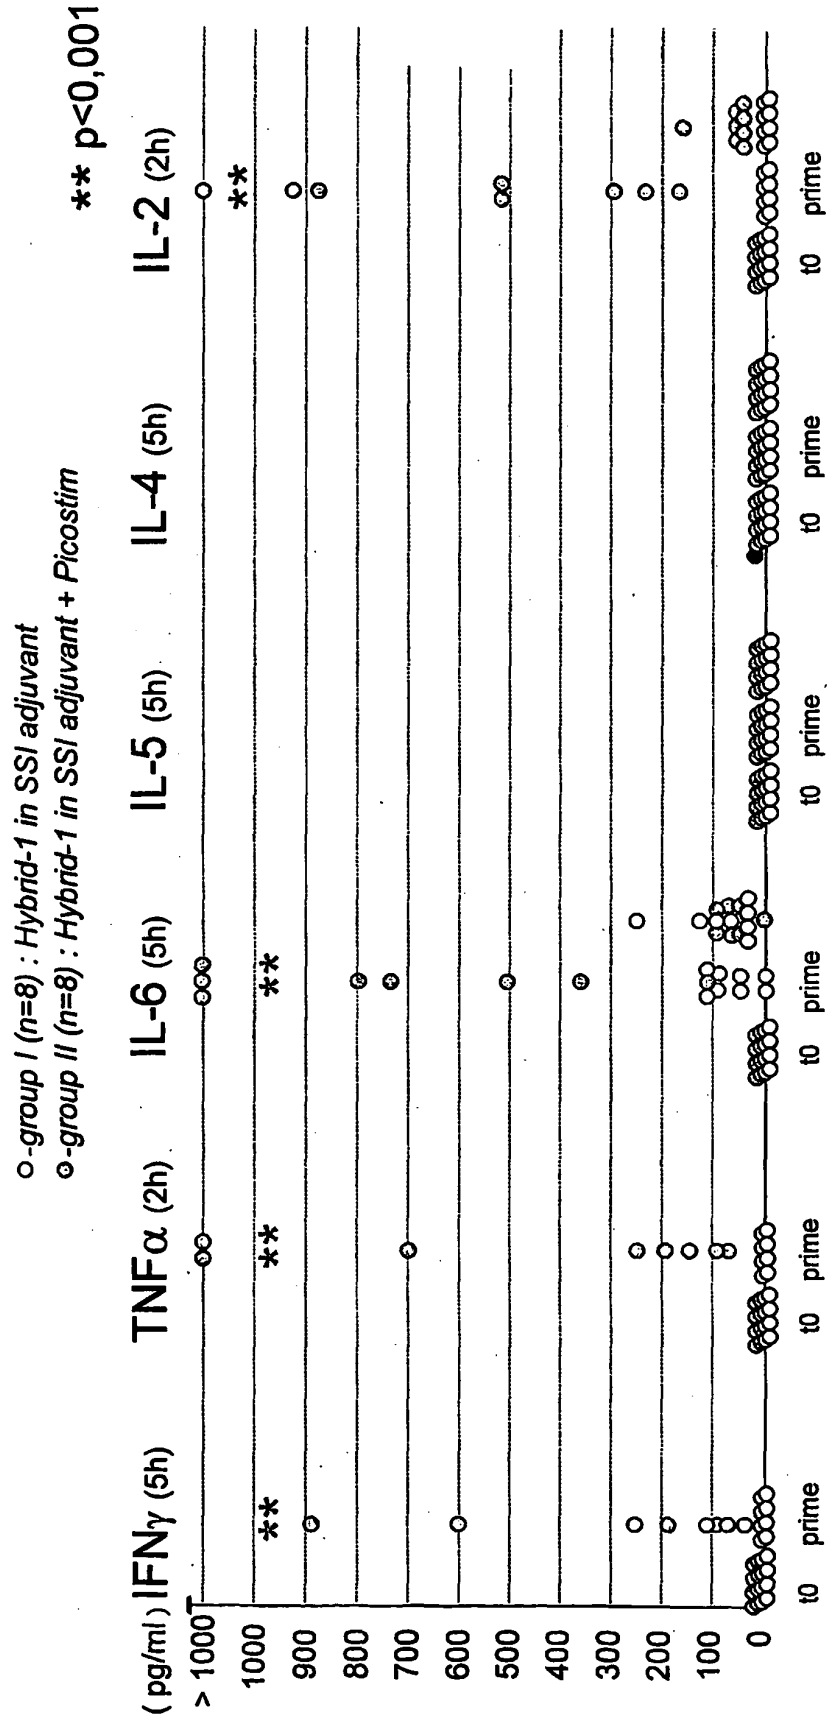 o-group I (n=8) : Hybrid-1 in SSI adjuvant
o-group II (n=8) : Hybrid-1 in SSI adjuvant + Picostim
** p<0,001
( pg/ml ) IFNγ (5h) TNFα (2h) IL-6 (5h) IL-5 (5h) IL-4 (5h) IL-2 (2h)
> 1000
1000
900
800
700
600
500
400
300
200
100
0
** ** ** **
t0 prime t0 prime t0 prime t0 prime t0 prime t0 prime